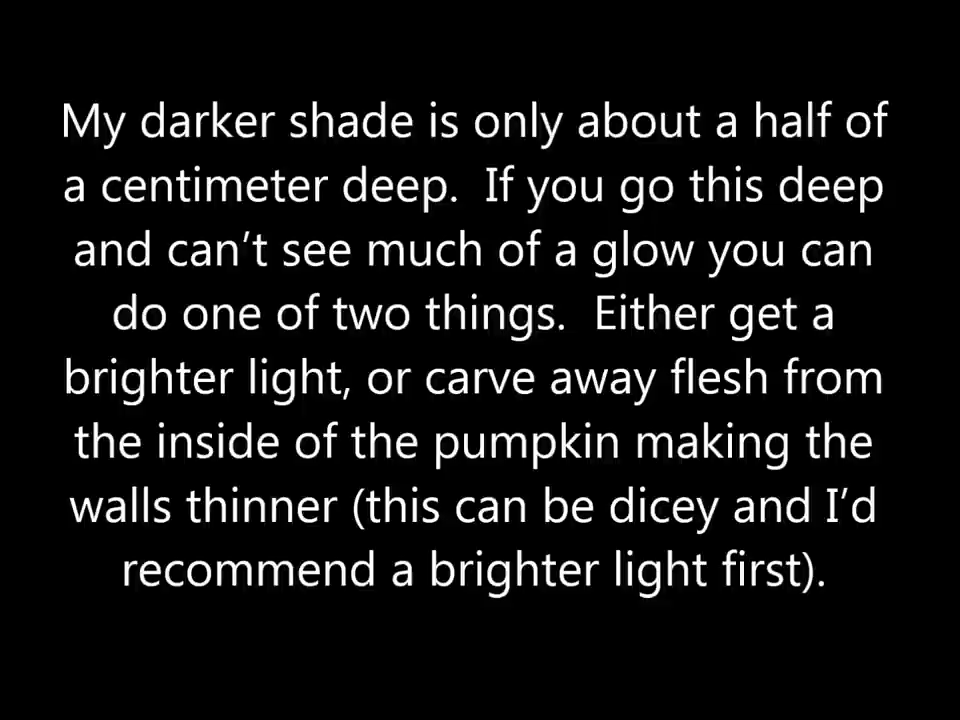 My darker shade is only about a half of
a centimeter deep.  If you go this deep
and can’t see much of a glow you can
do one of two things.  Either get a
brighter light, or carve away flesh from
the inside of the pumpkin making the
walls thinner (this can be dicey and I’d
recommend a brighter light first).